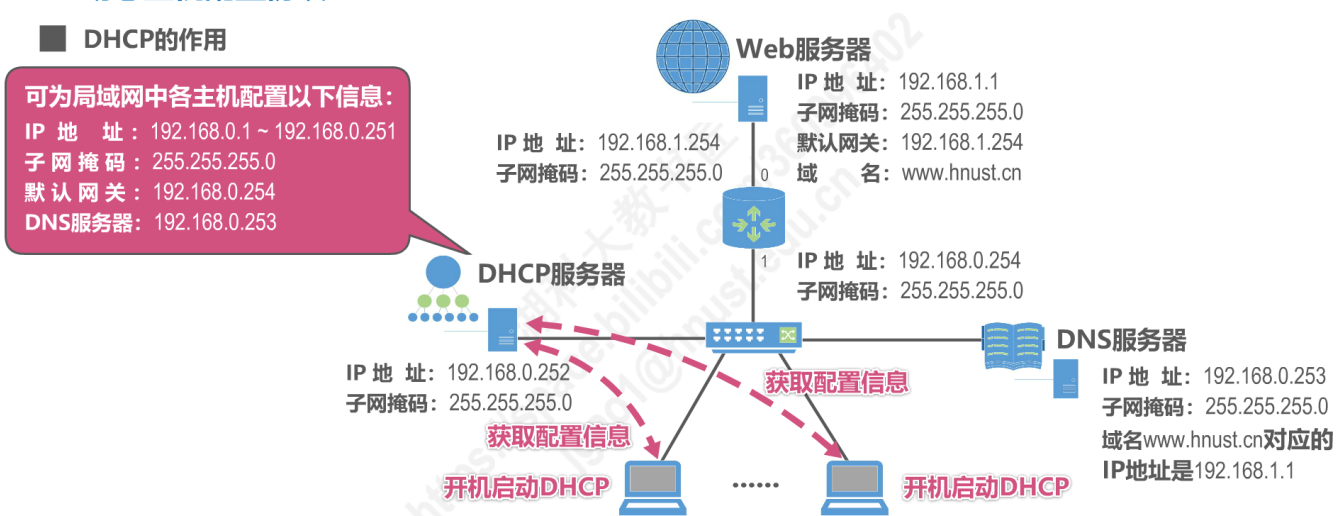 DHCP的作用
可为局域网中各主机配置以下信息：
IP 地 址：192.168.0.1 ~ 192.168.0.251
子 网 掩 码：255.255.255.0
默 认 网 关：192.168.0.254
DNS服务器：192.168.0.253
Web服务器
IP 地 址：192.168.1.1
子网掩码：255.255.255.0
默认网关：192.168.1.254
域 名：www.hnust.cn
IP 地 址：192.168.1.254
子网掩码：255.255.255.0
0
1
IP 地 址：192.168.0.254
子网掩码：255.255.255.0
DHCP服务器
IP 地 址：192.168.0.252
子网掩码：255.255.255.0
DNS服务器
IP 地 址：192.168.0.253
子网掩码：255.255.255.0
域名www.hnust.cn对应的
IP地址是192.168.1.1
获取配置信息
获取配置信息
开机启动DHCP
......
开机启动DHCP